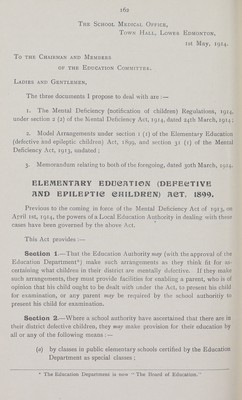 162
The School Medical Office,
Town Hall, Lower Edmonton,
1st May, 1914.
To the Chairman and Members
of the Education Committee.
Ladies and Gentlemen,
The three documents I propose to deal with are :—
1. The Mental Deficiency (notification of children) Regulations, 1914,
under section 2 (2) of the Mental Deficiency Act, 1914, dated 24th March, 1914;
2. Model Arrangements under section 1 (1) of the Elementary Education
(defective and epileptic children) Act, 1899, and section 31 (1) of the Mental
Deficiency Act, 1913, undated ;
3. Memorandum relating to both of the foregoing, dated 30th March, 1914.
ELEMENTARY EDUCATION (DEFECTIVE
AND EPILEPTIC CHILDREN) ACT, 1899.
Previous to the coming in force of the Mental Deficiency Act of 1913, on
April 1st, 1914, the powers of a Local Education Authority in dealing with these
cases have been governed by the above Act.
This Act provides :—
Section 1.—That the Education Authority may (with the approval of the
Education Department*) make such arrangements as they think fit for as-
certaining what children in their district are mentally defective. If they make
such arrangements, they must provide facilities for enabling a parent, who is of
opinion that his child ought to be dealt with under the Act, to present his child
for examination, or any parent may be required by the school authority to
present his child for examination.
Section 2.—Where a school authority have ascertained that there are in
their district defective children, they may make provision for their education by
all or any of the following means :—
(a) by classes in public elementary schools certified by the Education
Department as special classes ;
* The Education Department is now "The Board of Education."